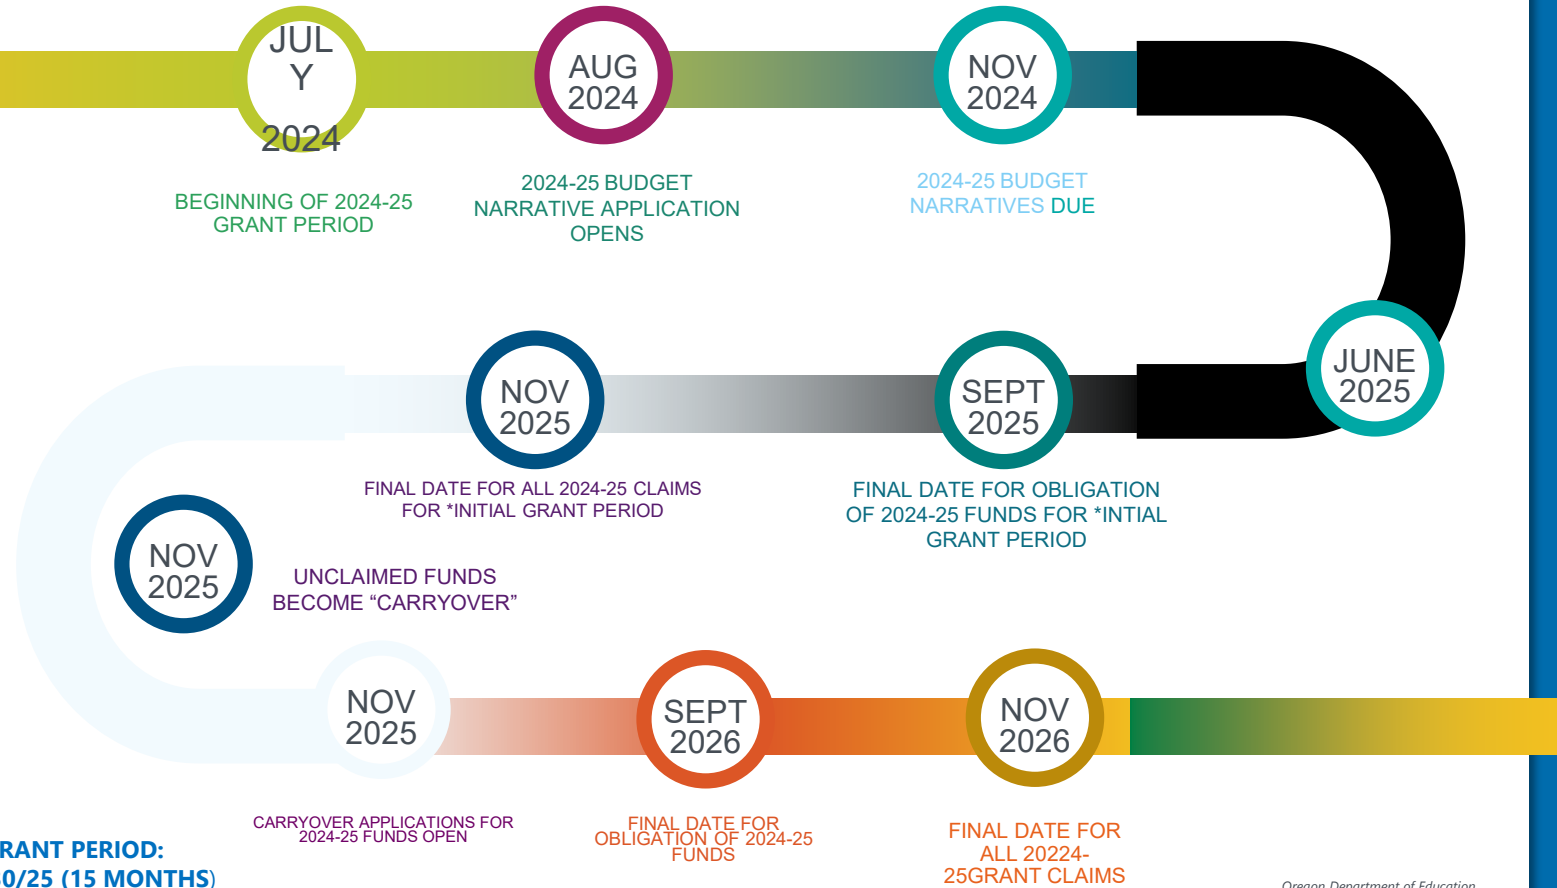 JUL
Y
2024
AUG
2024
NOV
2024
BEGINNING OF 2024-25
GRANT PERIOD
2024-25 BUDGET
NARRATIVE APPLICATION
OPENS
2024-25 BUDGET
NARRATIVES DUE
JUNE
2025
SEPT
2025
NOV
2025
FINAL DATE FOR OBLIGATION
OF 2024-25 FUNDS FOR *INTIAL
GRANT PERIOD
FINAL DATE FOR ALL 2024-25 CLAIMS
FOR *INITIAL GRANT PERIOD
NOV
2025
UNCLAIMED FUNDS
BECOME “CARRYOVER”
NOV
2025
SEPT
2026
NOV
2026
CARRYOVER APPLICATIONS FOR
2024-25 FUNDS OPEN
FINAL DATE FOR
OBLIGATION OF 2024-25
FUNDS
FINAL DATE FOR
ALL 20224-
25GRANT CLAIMS
RANT PERIOD:
0/25 (15 MONTHS)
Oregon Department of Education